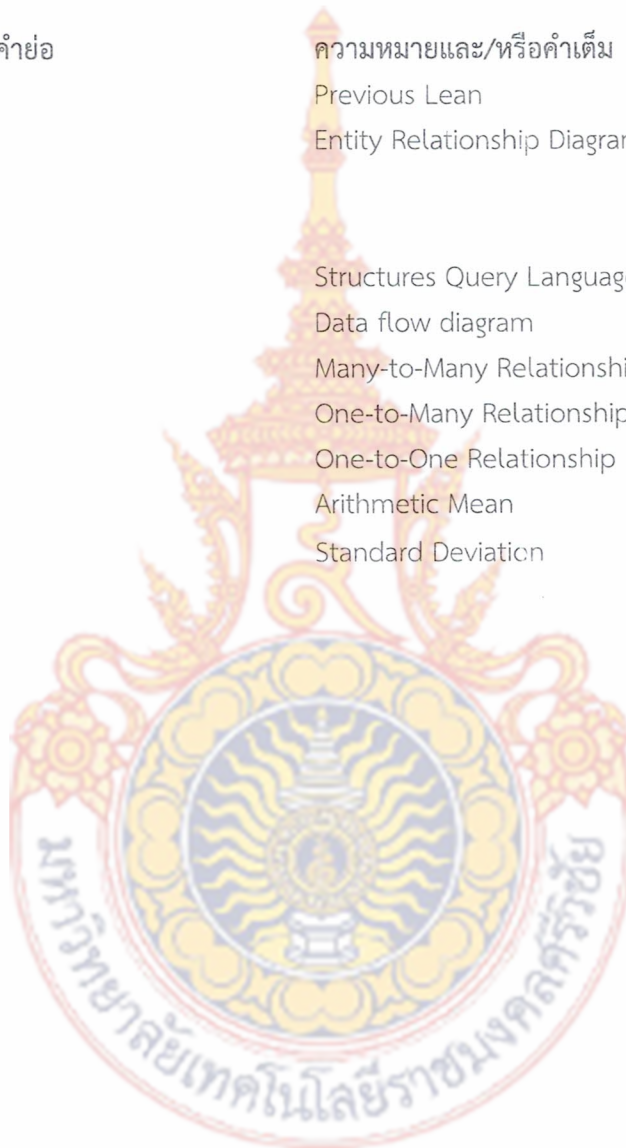 คำย่อ ความหมายและ/หรือคำเต็ม
Previous Lean
Entity Relationship Diagram
Structures Query Language
Data flow diagram
Many-to-Many Relationship
One-to-Many Relationship
One-to-One Relationship
Arithmetic Mean
Standard Deviation
มหาวิทยาลัยเทคโนโลยีราชมงคลศรีวิชัย